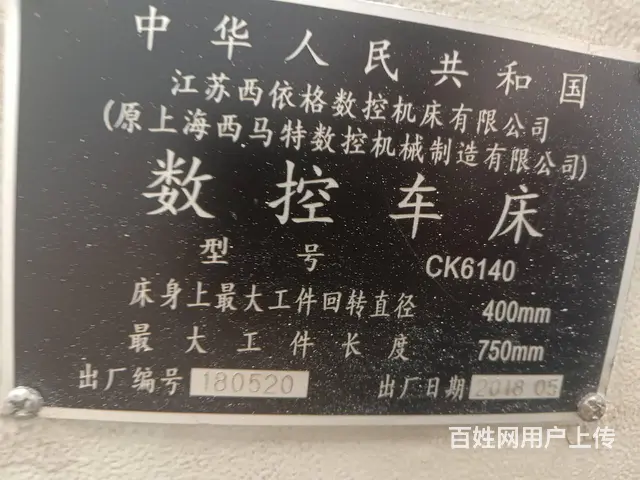 中华人民共和国
江苏西依格数控机床有限公司
(原上海西马特数控机械制造有限公司)
数控车床
型号 CK6140
床身上最大工件回转直径 400mm
最大工件长度 750mm
出厂编号 180520 出厂日期 2018 05
百姓网用户上传